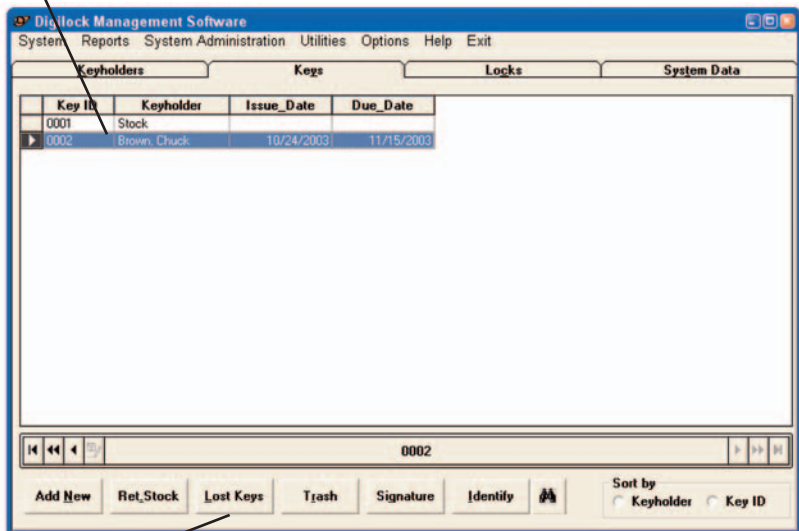 Digilock Management Software
System Reports System Administration Utilities Options Help Exit
Keyholders Keys Locks System Data
Key ID Keyholder Issue_Date Due_Date
0001 Stock
0002 Brown, Chuck 10/24/2003 11/15/2003
0002
Add New Ret_Stock Lost Keys Trash Signature Identify
Sort by
Keyholder Key ID